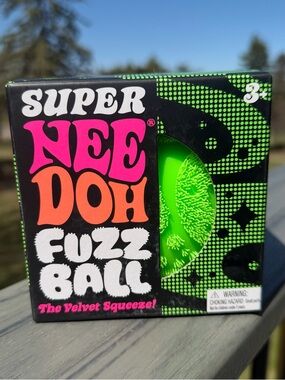 SUPER
3+
NEE®
DOH
FUZZ
BALL
The Velvet Squeeze!
⚠ WARNING:
CHOKING HAZARD-